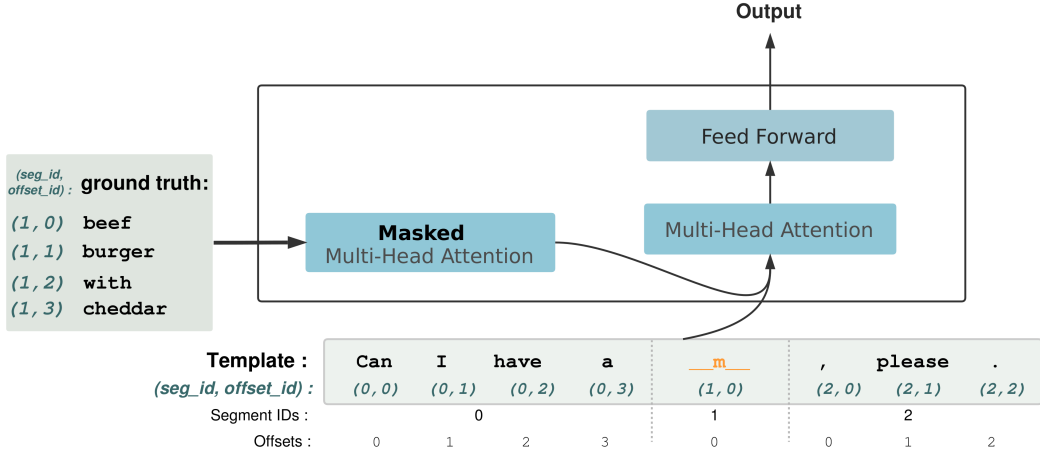 Output
Feed Forward
Multi-Head Attention
Masked
Multi-Head Attention
(seg_id, offset_id) : ground truth:
(1,0) beef
(1,1) burger
(1,2) with
(1,3) cheddar
Template : Can I have a __m__ , please .
(seg_id, offset_id) : (0,0) (0,1) (0,2) (0,3) (1,0) (2,0) (2,1) (2,2)
Segment IDs : 0 1 2
Offsets : 0 1 2 3 0 0 1 2